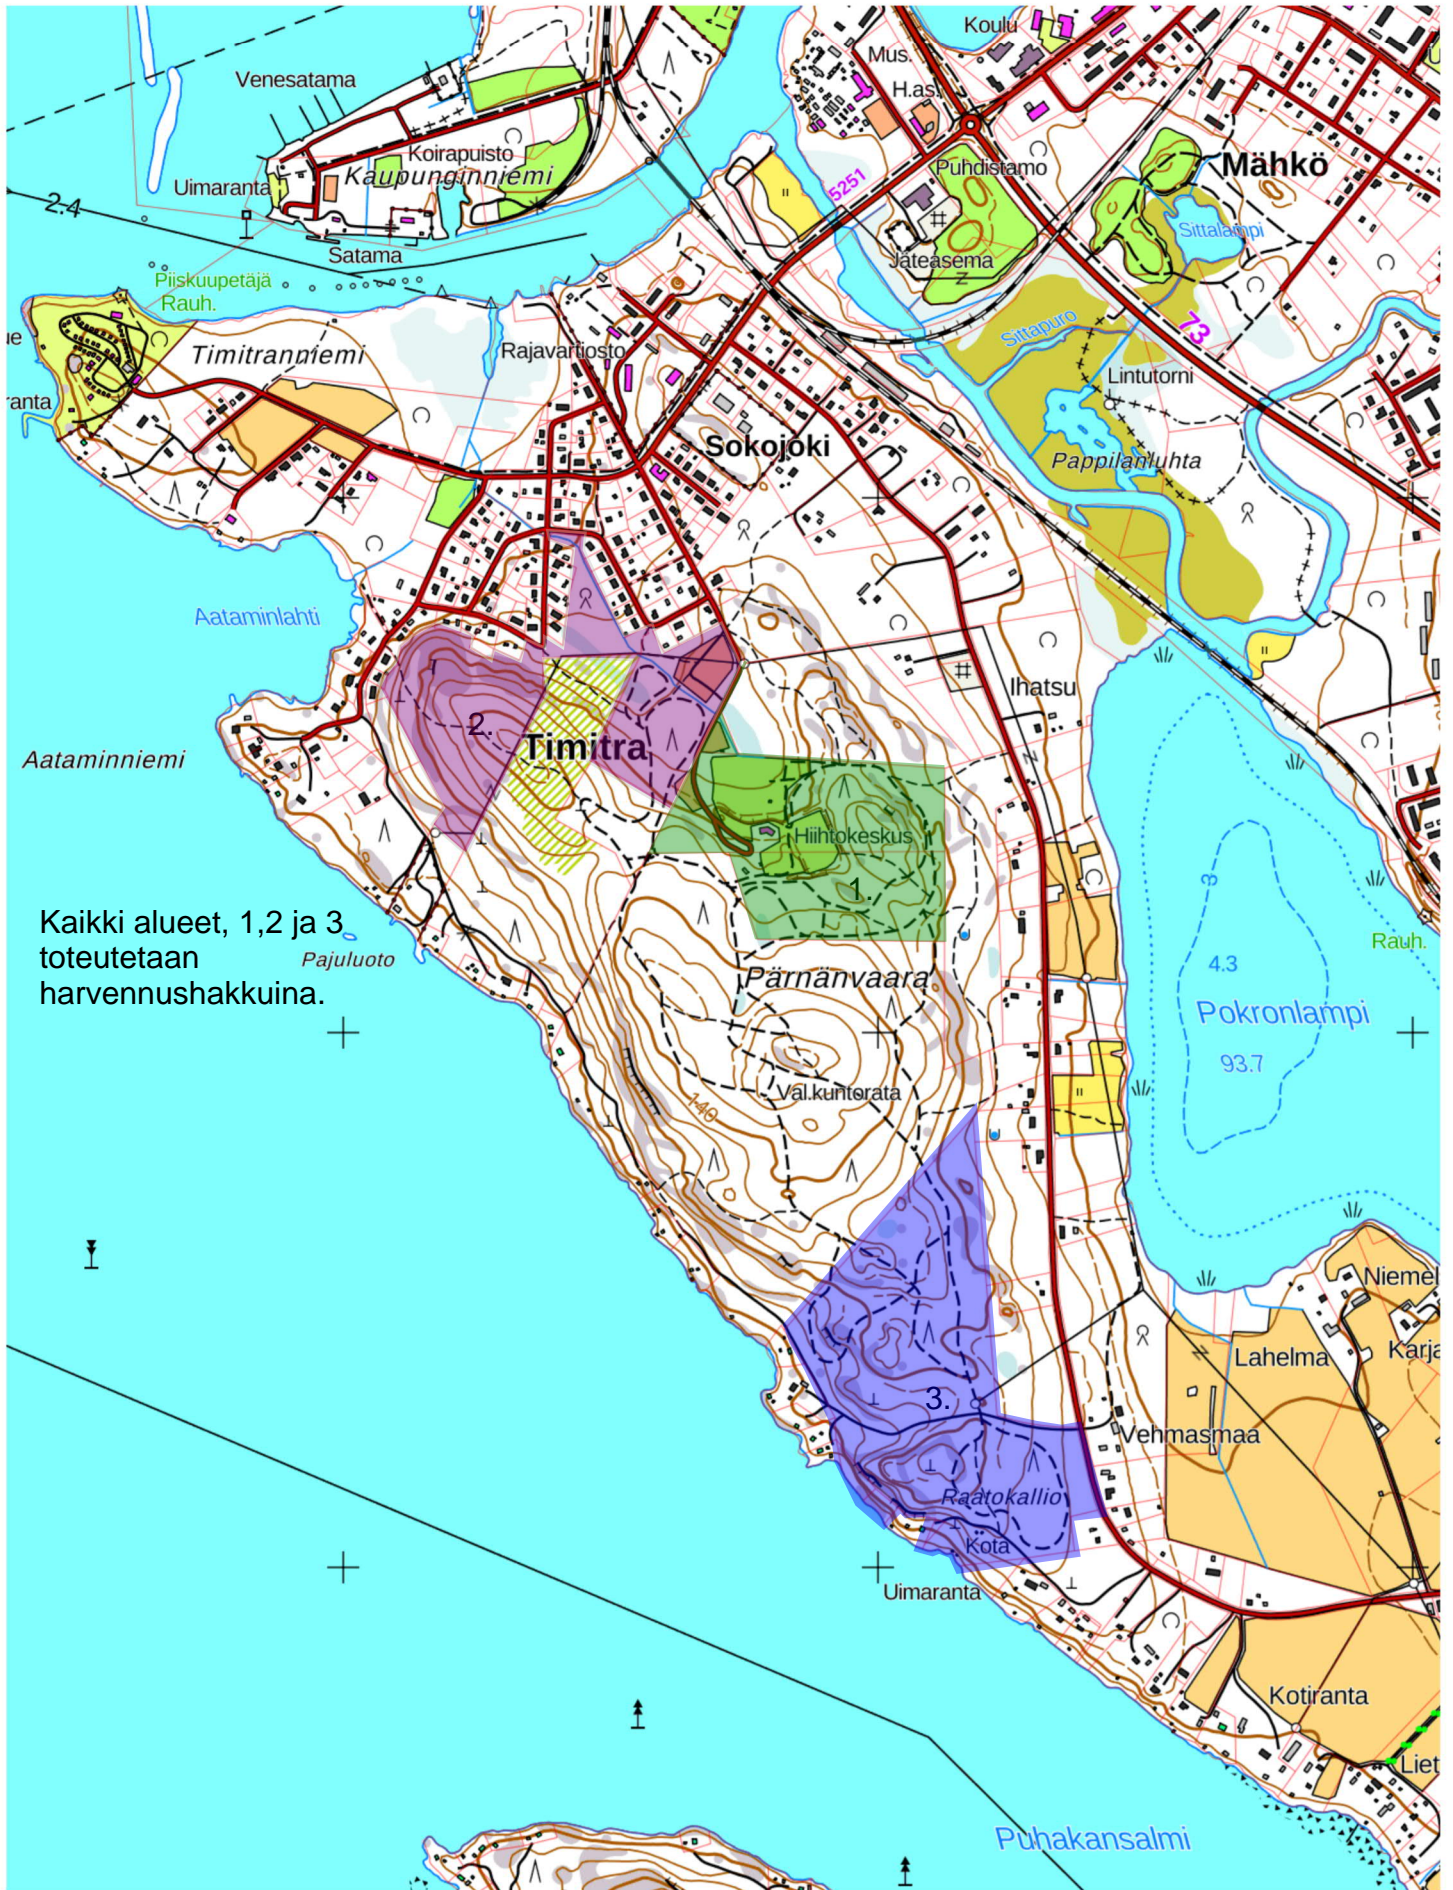 Koulu
Mus.
H.as.
Venesatama
Koirapuisto
Kaupunginniemi
Uimaranta
Puhdistamo
Mähkö
5251
2.4
Sittalampi
Satama
Jäteasema
Piiskuupetäjä
Rauh.
73
Sittapuro
ue
Timitranniemi
Rajavartiosto
Lintutorni
ranta
Sokojoki
Pappilanluhta
Aataminlahti
Ihatsu
2.
Timitra
Aataminniemi
Hiihtokeskus
1.
3
Kaikki alueet, 1,2 ja 3
toteutetaan
harvennushakkuina.
Pajuluoto
Rauh.
4.3
Pärnänvaara
Pokronlampi
93.7
Val.kuntorata
140
Niemel
Lahelma
Karja
3.
Vehmasmaa
Raatokallio
Kota
Uimaranta
Kotiranta
Liet
Puhakansalmi